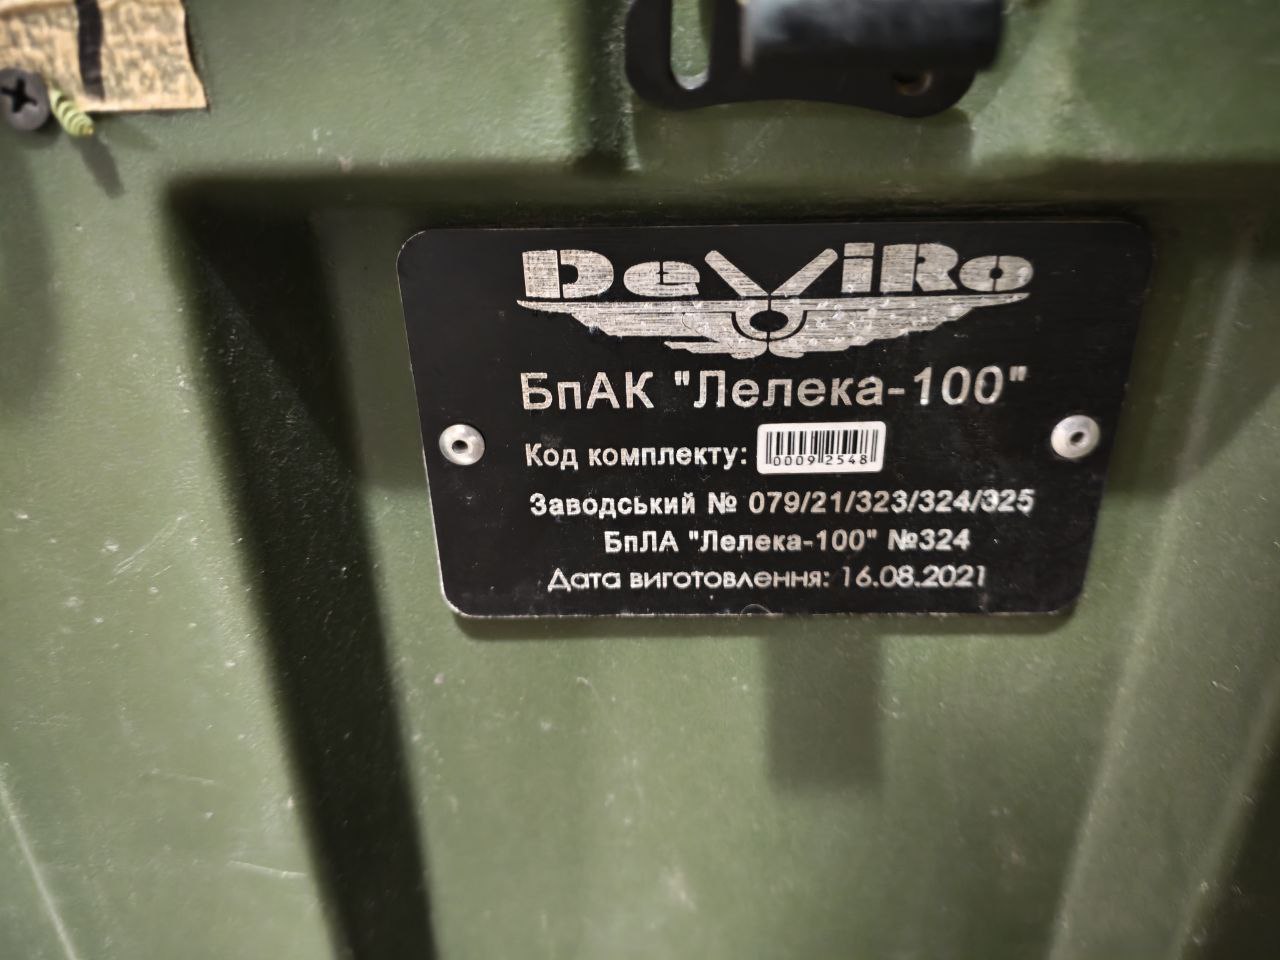 DeViRo
БпАК "Лелека-100"
Код комплекту: 00092548
Заводський № 079/21/323/324/325
БпЛА "Лелека-100" №324
Дата виготовлення: 16.08.2021